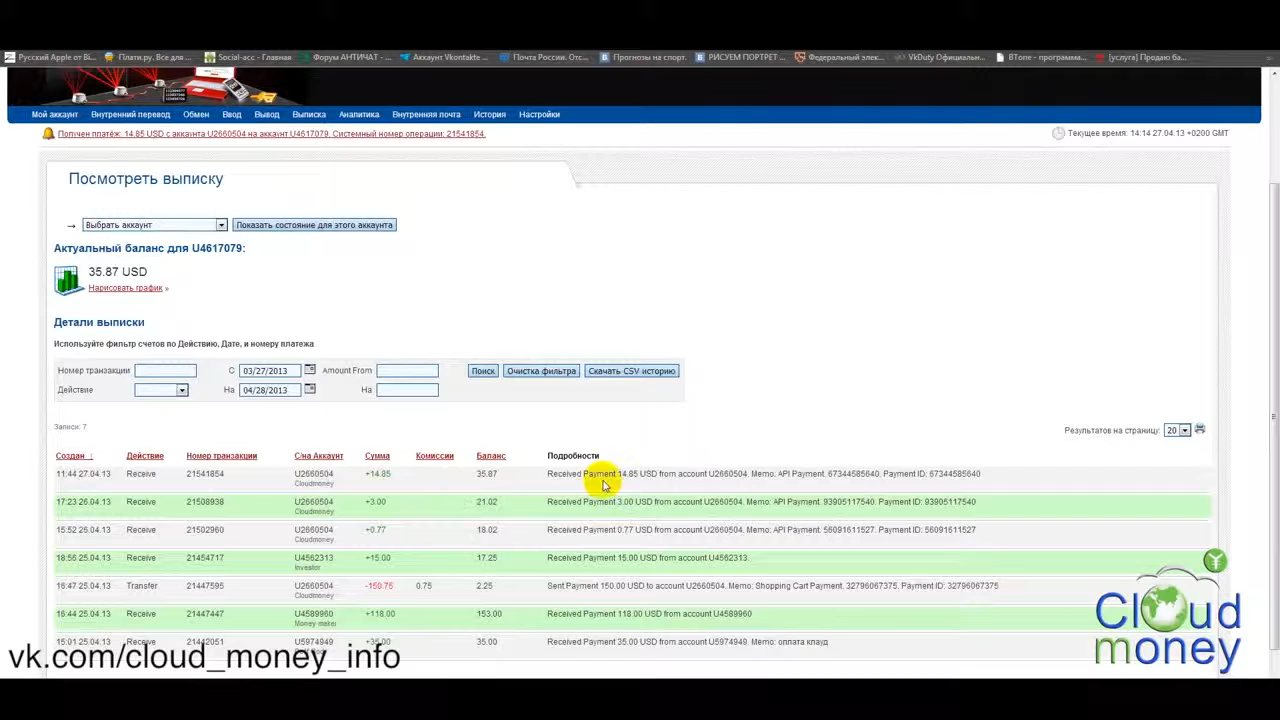 Русский Apple от Bi... Плати.ру. Все для ... Social-acc - Главная Форум АНТИЧАТ - ... Аккаунт Vkontakte ... Почта России. Отс... Прогнозы на спорт. РИСУЕМ ПОРТРЕТ ... Федеральный элек... VkDuty Официальн... ВТопе - программа... [услуга] Продаю ба...
Мой аккаунт Внутренний перевод Обмен Ввод Вывод Выписка Аналитика Внутренняя почта История Настройки
Получен платёж: 14.85 USD с аккаунта U2660504 на аккаунт U4617079. Системный номер операции: 21541854. Текущее время: 14:14 27.04.13 +0200 GMT
Посмотреть выписку
→ Выбрать аккаунт Показать состояние для этого аккаунта
Актуальный баланс для U4617079:
35.87 USD
Нарисовать график »
Детали выписки
Используйте фильтр счетов по Действию, Дате, и номеру платежа
Номер транзакции С 03/27/2013 Amount From Поиск Очистка фильтра Скачать CSV историю
Действие На 04/28/2013 На
Записи: 7
Результатов на страницу: 20
Создан ↑ Действие Номер транзакции С/на Аккаунт Сумма Комиссии Баланс Подробности
11:44 27.04.13 Receive 21541854 U2660504 +14.85 35.87 Received Payment 14.85 USD from account U2660504. Memo: API Payment. 67344585640. Payment ID: 67344585640
Cloudmoney
17:23 26.04.13 Receive 21508938 U2660504 +3.00 21.02 Received Payment 3.00 USD from account U2660504. Memo: API Payment. 93905117540. Payment ID: 93905117540
Cloudmoney
15:52 26.04.13 Receive 21502960 U2660504 +0.77 18.02 Received Payment 0.77 USD from account U2660504. Memo: API Payment. 56091611527. Payment ID: 56091611527
Cloudmoney
18:56 25.04.13 Receive 21454717 U4562313 +15.00 17.25 Received Payment 15.00 USD from account U4562313.
Investor
16:47 25.04.13 Transfer 21447595 U2660504 -150.75 0.75 2.25 Sent Payment 150.00 USD to account U2660504. Memo: Shopping Cart Payment. 32796067375. Payment ID: 32796067375
Cloudmoney
16:44 25.04.13 Receive 21447447 U4589960 +118.00 153.00 Received Payment 118.00 USD from account U4589960
Money maker
15:01 25.04.13 Receive 21442051 U5974949 +35.00 35.00 Received Payment 35.00 USD from account U5974949. Memo: оплата клауд
vk.com/cloud_money_info
Cloud
money